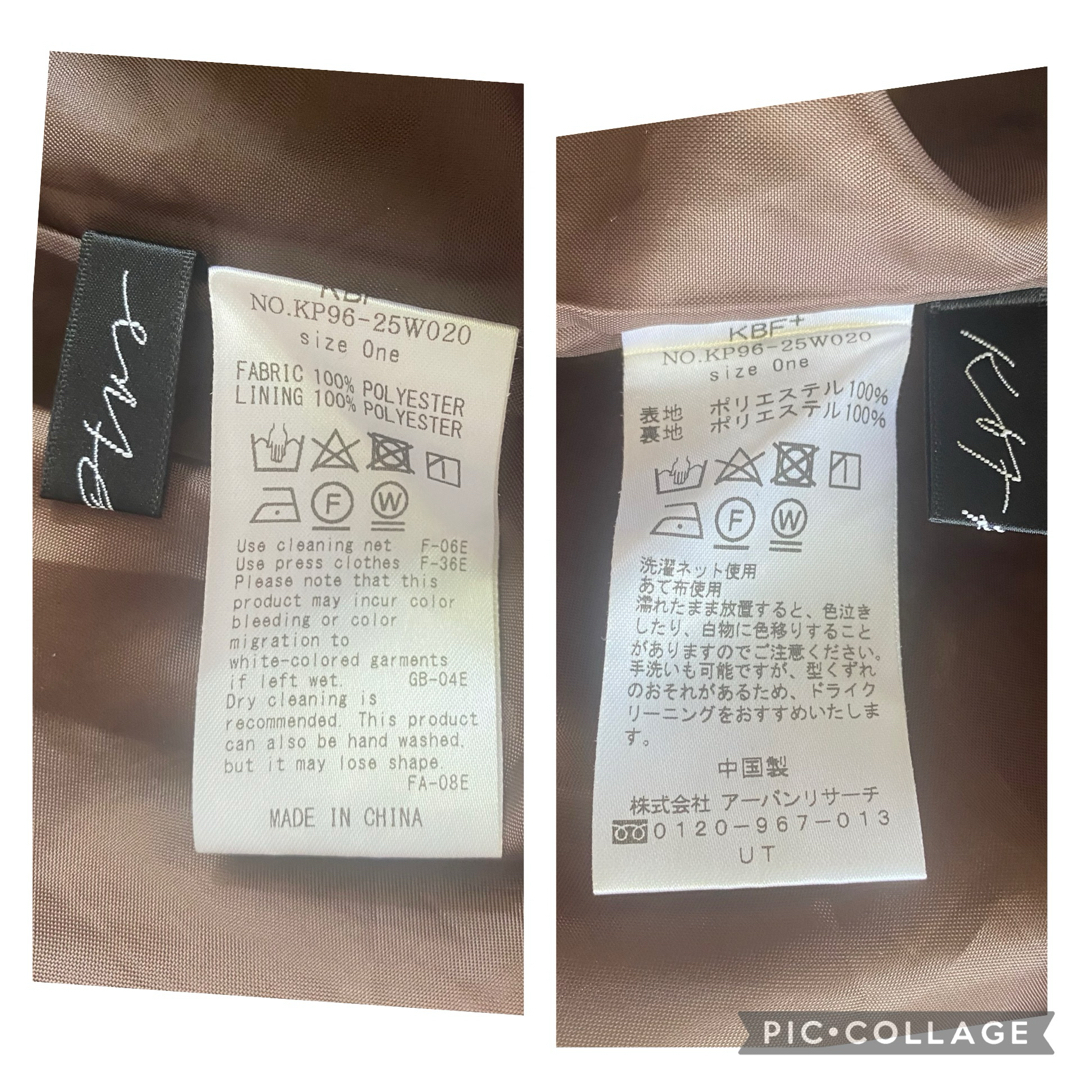 KBF
NO.KP96-25W020
size One
FABRIC 100% POLYESTER
LINING 100% POLYESTER
F
W
Use cleaning net F-06E
Use press clothes F-36E
Please note that this
product may incur color
bleeding or color
migration to
white-colored garments
if left wet. GB-04E
Dry cleaning is
recommended. This product
can also be hand washed,
but it may lose shape.
FA-08E
MADE IN CHINA
KBF+
NO.KP96-25W020
size One
表地 ポリエステル100%
裏地 ポリエステル100%
F
W
洗濯ネット使用
あて布使用
濡れたまま放置すると、色泣き
したり、白物に色移りすること
がありますのでご注意ください。
手洗いも可能ですが、型くずれ
のおそれがあるため、ドライク
リーニングをおすすめいたしま
す。
中国製
株式会社 アーバンリサーチ
0120-967-013
UT
PIC•COLLAGE